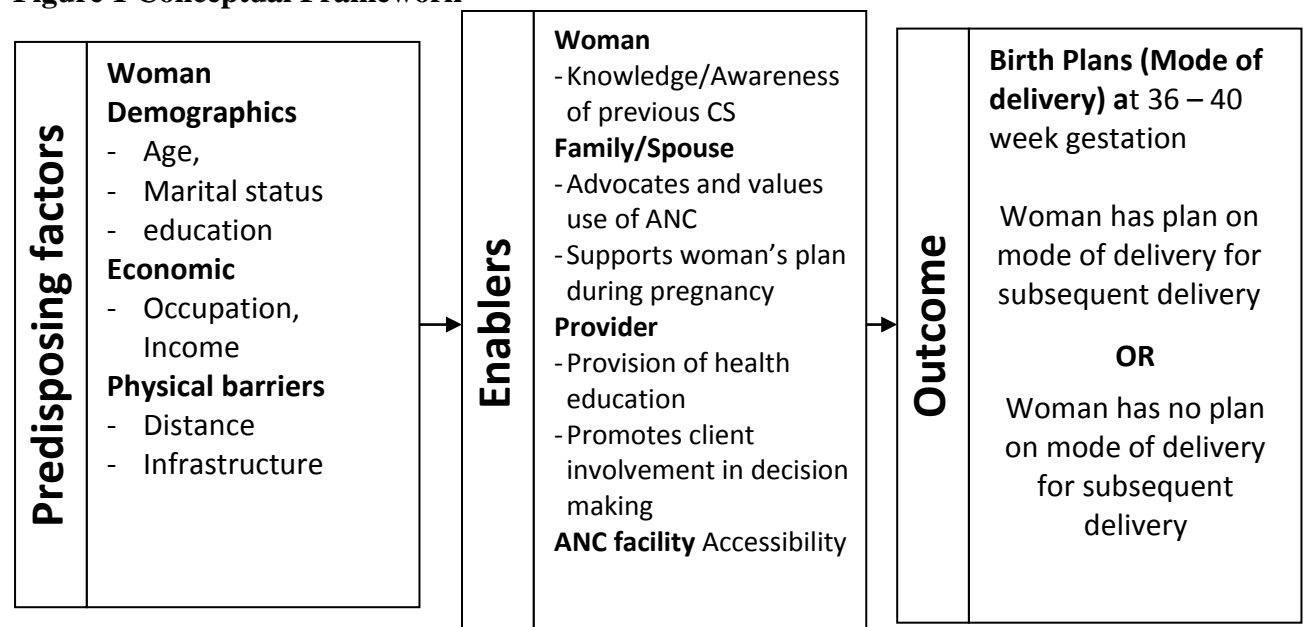 Figure 1 Conceptual Framework
Predisposing factors
Woman
Demographics
- Age,
- Marital status
- education
Economic
- Occupation,
Income
Physical barriers
- Distance
- Infrastructure
Enablers
Woman
- Knowledge/Awareness
of previous CS
Family/Spouse
- Advocates and values
use of ANC
- Supports woman's plan
during pregnancy
Provider
- Provision of health
education
- Promotes client
involvement in decision
making
ANC facility Accessibility
Outcome
Birth Plans (Mode of
delivery) at 36 – 40
week gestation
Woman has plan on
mode of delivery for
subsequent delivery
OR
Woman has no plan
on mode of delivery
for subsequent
delivery